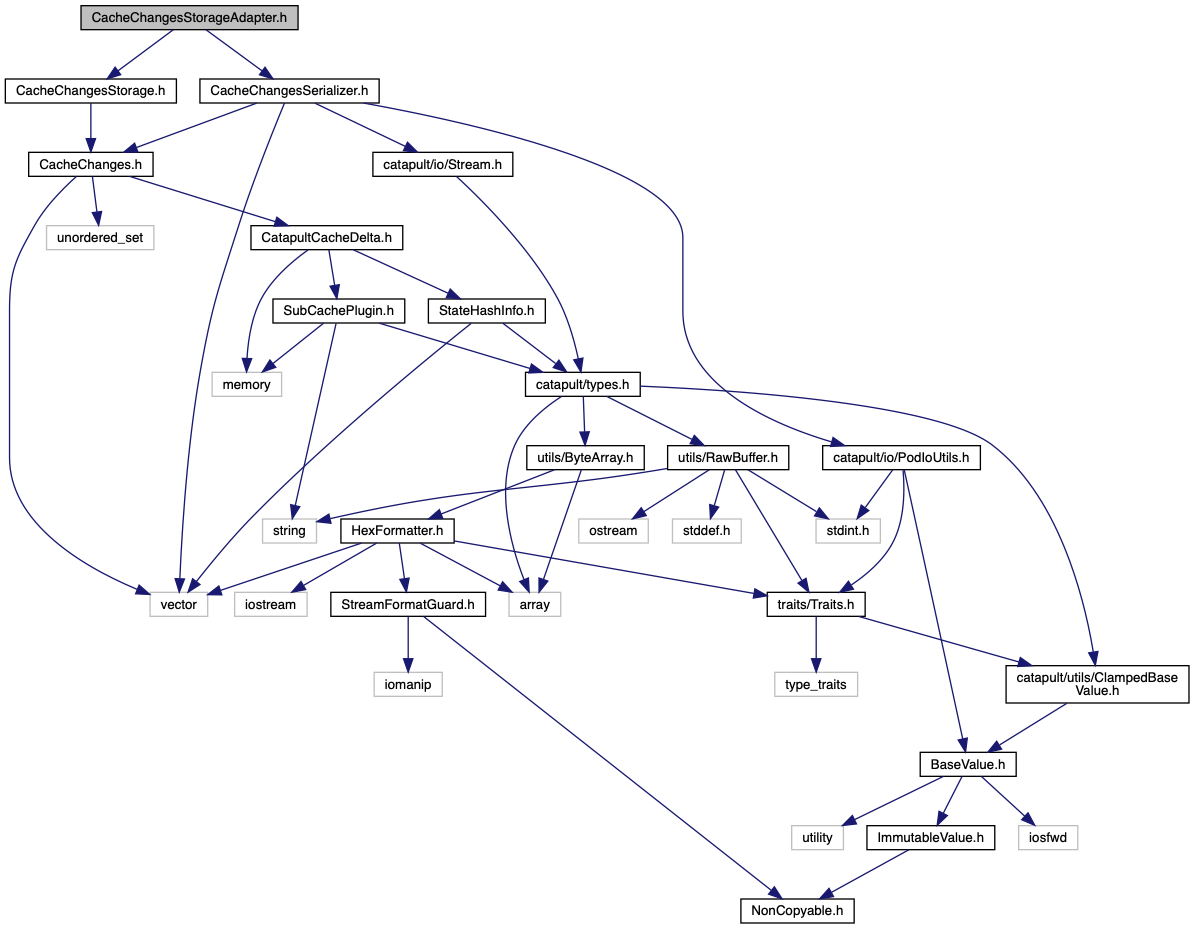 CacheChangesStorageAdapter.h
CacheChangesStorage.h
CacheChangesSerializer.h
CacheChanges.h
catapult/io/Stream.h
unordered_set
CatapultCacheDelta.h
SubCachePlugin.h
StateHashInfo.h
memory
catapult/types.h
utils/ByteArray.h
utils/RawBuffer.h
catapult/io/PodIoUtils.h
string
HexFormatter.h
ostream
stddef.h
stdint.h
vector
iostream
StreamFormatGuard.h
array
traits/Traits.h
iomanip
type_traits
catapult/utils/ClampedBase
Value.h
BaseValue.h
utility
ImmutableValue.h
iosfwd
NonCopyable.h